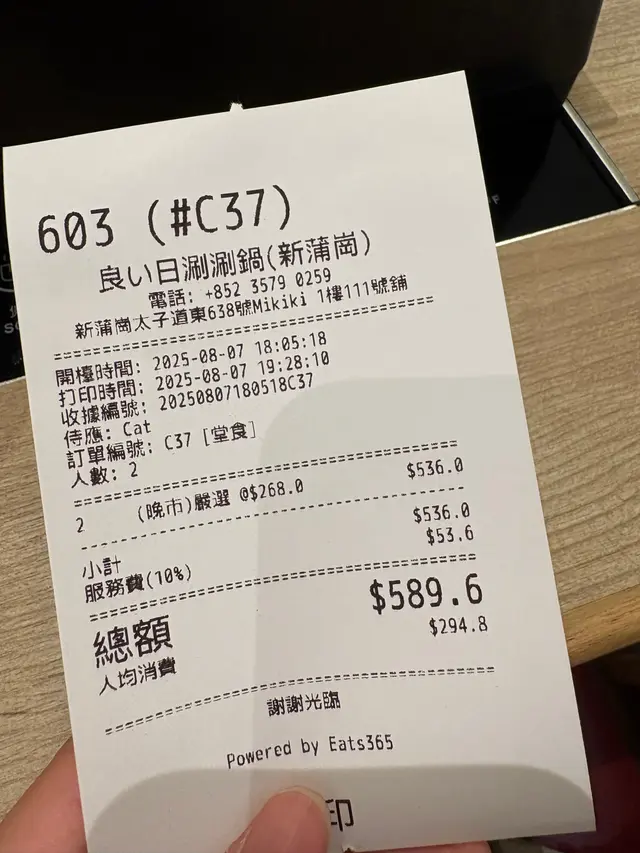 603 (#C37)
良い日涮涮鍋(新蒲崗)
電話: +852 3579 0259
新蒲崗太子道東638號Mikiki 1樓111號舖
開檯時間: 2025-08-07 18:05:18
打印時間: 2025-08-07 19:28:10
收據編號: 20250807180518C37
侍應: Cat
訂單編號: C37 [堂食]
人數: 2
2 (晚市)嚴選 @$268.0 $536.0
小計 $536.0
服務費(10%) $53.6
總額 $589.6
人均消費 $294.8
謝謝光臨
Powered by Eats365
印